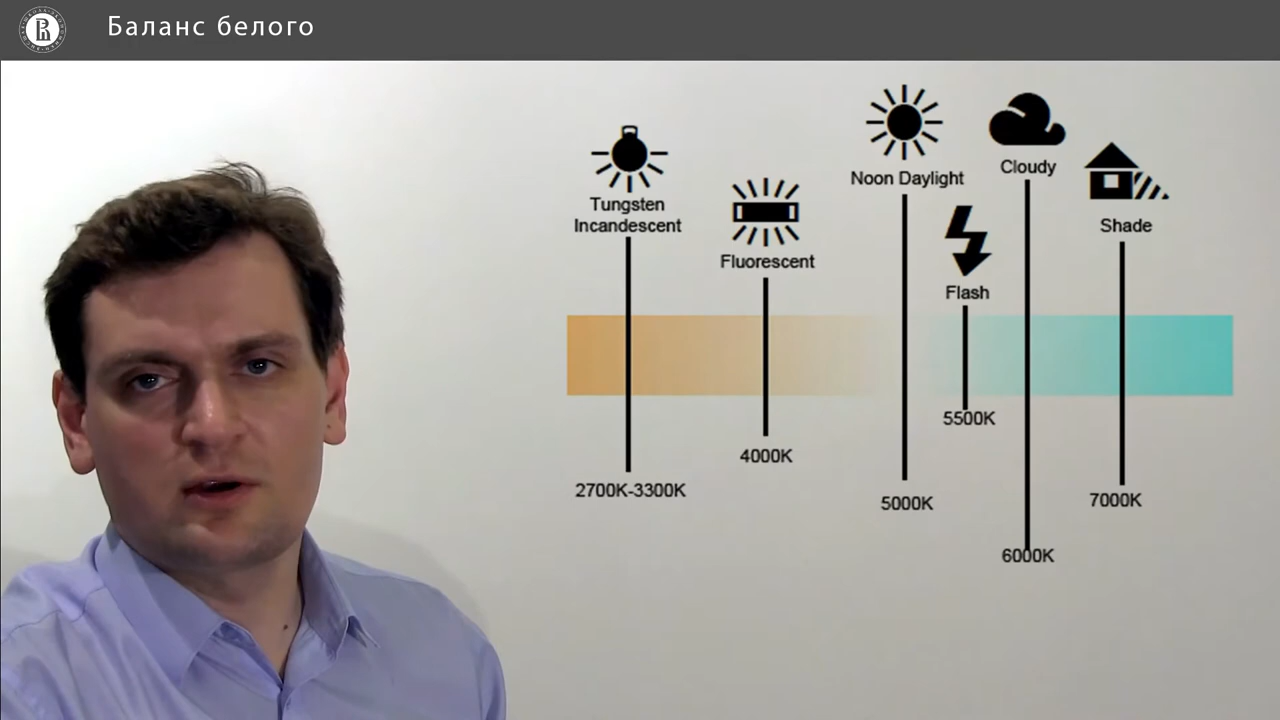 Баланс белого
Tungsten
Incandescent
Fluorescent
Noon Daylight
Flash
Cloudy
Shade
2700K-3300K
4000K
5000K
5500K
6000K
7000K